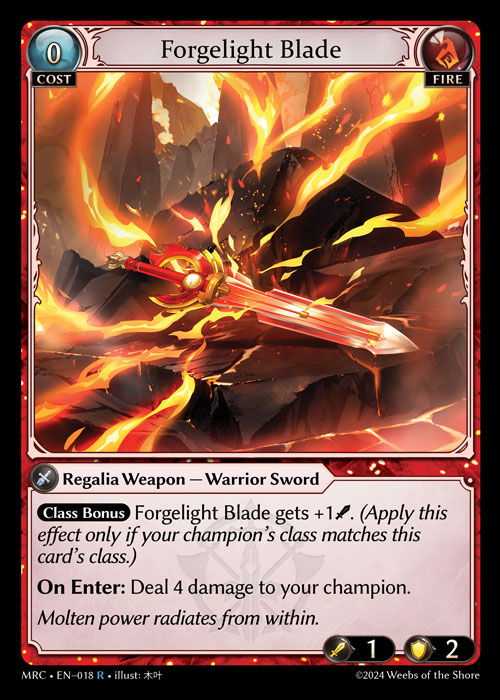 0
COST
Forgelight Blade
FIRE
Regalia Weapon — Warrior Sword
Class Bonus Forgelight Blade gets +1. (Apply this
effect only if your champion's class matches this
card's class.)
On Enter: Deal 4 damage to your champion.
Molten power radiates from within.
1
2
MRC • EN–018 R • illust: 木叶
©2024 Weebs of the Shore